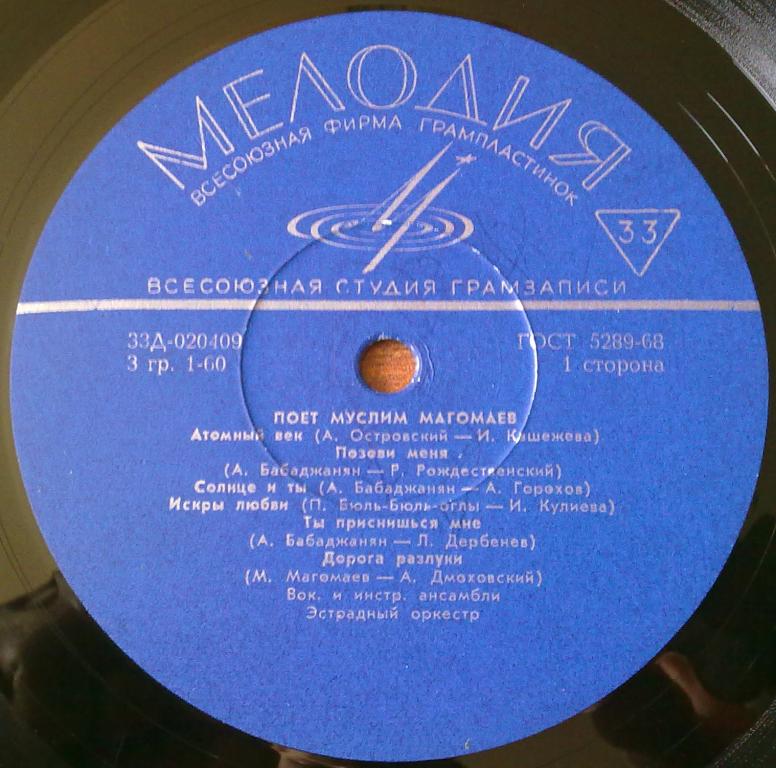 МЕЛОДИЯ
ВСЕСОЮЗНАЯ ФИРМА ГРАМПЛАСТИНОК
33
ВСЕСОЮЗНАЯ СТУДИЯ ГРАМЗАПИСИ
33Д-020409 ГОСТ 5289-68
3 гр. 1-60 1 сторона
ПОЕТ МУСЛИМ МАГОМАЕВ
Атомный век (А. Островский — И. Кашежева)
Позови меня
(А. Бабаджанян — Р. Рождественский)
Солнце и ты (А. Бабаджанян — А. Горохов)
Искры любви (П. Бюль-Бюль-оглы — И. Кулиева)
Ты приснишься мне
(А. Бабаджанян — Л. Дербенев)
Дорога разлуки
(М. Магомаев — А. Дмоховский)
Вок. и инстр. ансамбли
Эстрадный оркестр